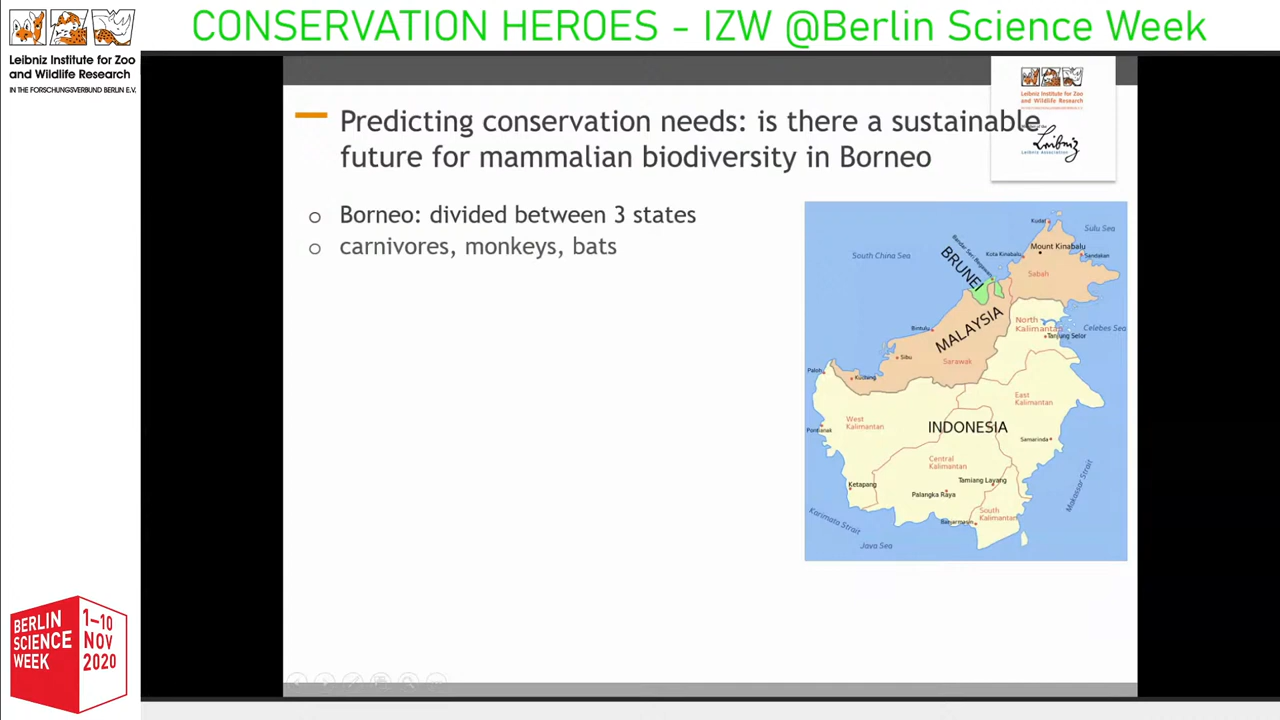 CONSERVATION HEROES - IZW @Berlin Science Week
Leibniz Institute for Zoo
and Wildlife Research
IN THE FORSCHUNGSVERBUND BERLIN E.V.
Leibniz Institute for Zoo
and Wildlife Research
Leibniz
Leibniz Association
Predicting conservation needs: is there a sustainable
future for mammalian biodiversity in Borneo
o Borneo: divided between 3 states
o carnivores, monkeys, bats
Kudat
Sulu Sea
Mount Kinabalu
Kota Kinabalu
Sandakan
South China Sea
Bandar Seri Begawan
BRUNEI
Sabah
North
Kalimantan
Celebes Sea
Tanjung Selor
Bintulu
MALAYSIA
Sibu
Sarawak
Paloh
Kuching
East
Kalimantan
West
Kalimantan
INDONESIA
Pontianak
Samarinda
Central
Kalimantan
Ketapang
Tamiang Layang
Palangka Raya
Makassar Strait
South
Kalimantan
Banjarmasin
Karimata Strait
Java Sea
BERLIN
SCIENCE
WEEK
1–10
NOV
2020